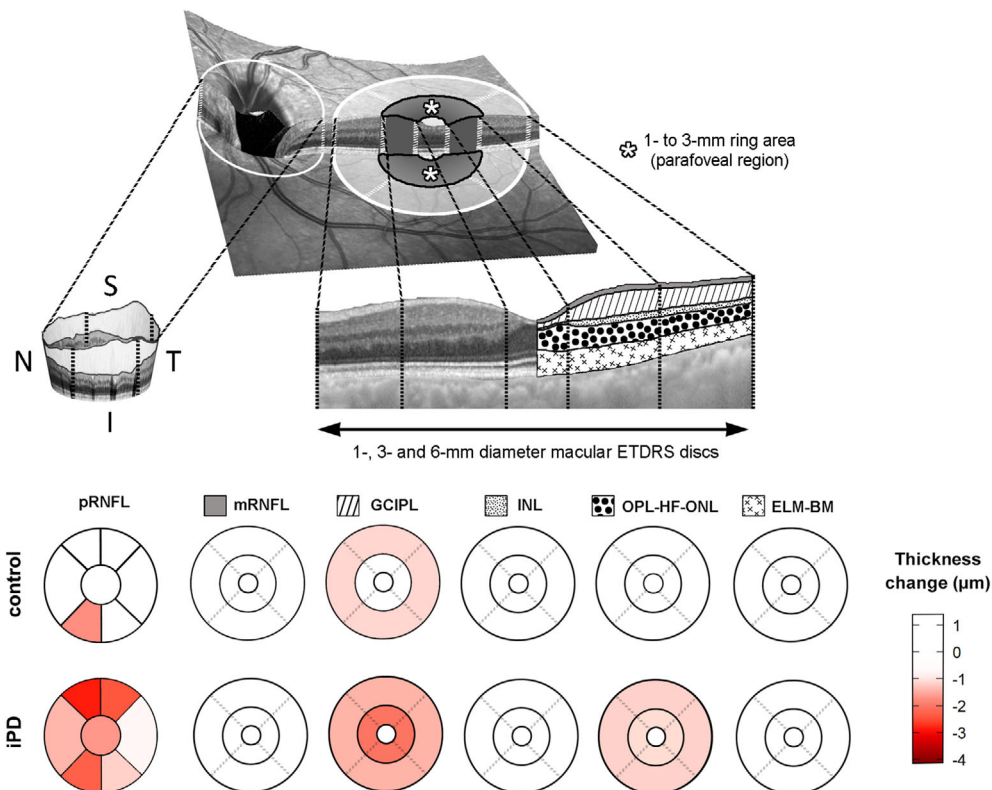 1- to 3-mm ring area
(parafoveal region)
S
N
T
I
1-, 3- and 6-mm diameter macular ETDRS discs
pRNFL
mRNFL
GCIPL
INL
OPL-HF-ONL
ELM-BM
control
iPD
Thickness
change (µm)
1
0
-1
-2
-3
-4